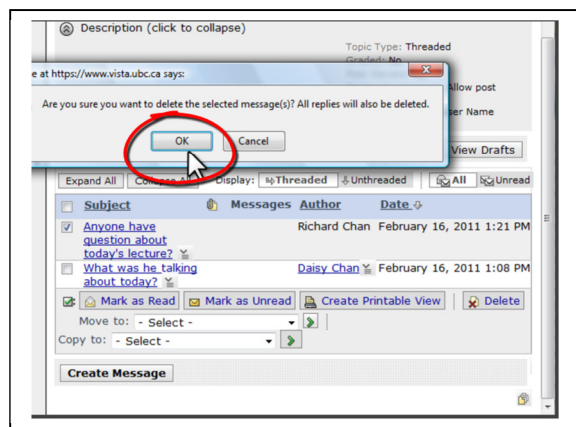 Description (click to collapse)
Topic Type: Threaded
Graded: No
e at https://www.vista.ubc.ca says:
Allow post
Are you sure you want to delete the selected message(s)? All replies will also be deleted.
ser Name
OK Cancel
View Drafts
Expand All Collapse All Display: Threaded Unthreaded All Unread
Subject Messages Author Date
Anyone have Richard Chan February 16, 2011 1:21 PM
question about
today's lecture?
What was he talking Daisy Chan February 16, 2011 1:08 PM
about today?
Mark as Read Mark as Unread Create Printable View Delete
Move to: - Select -
Copy to: - Select -
Create Message